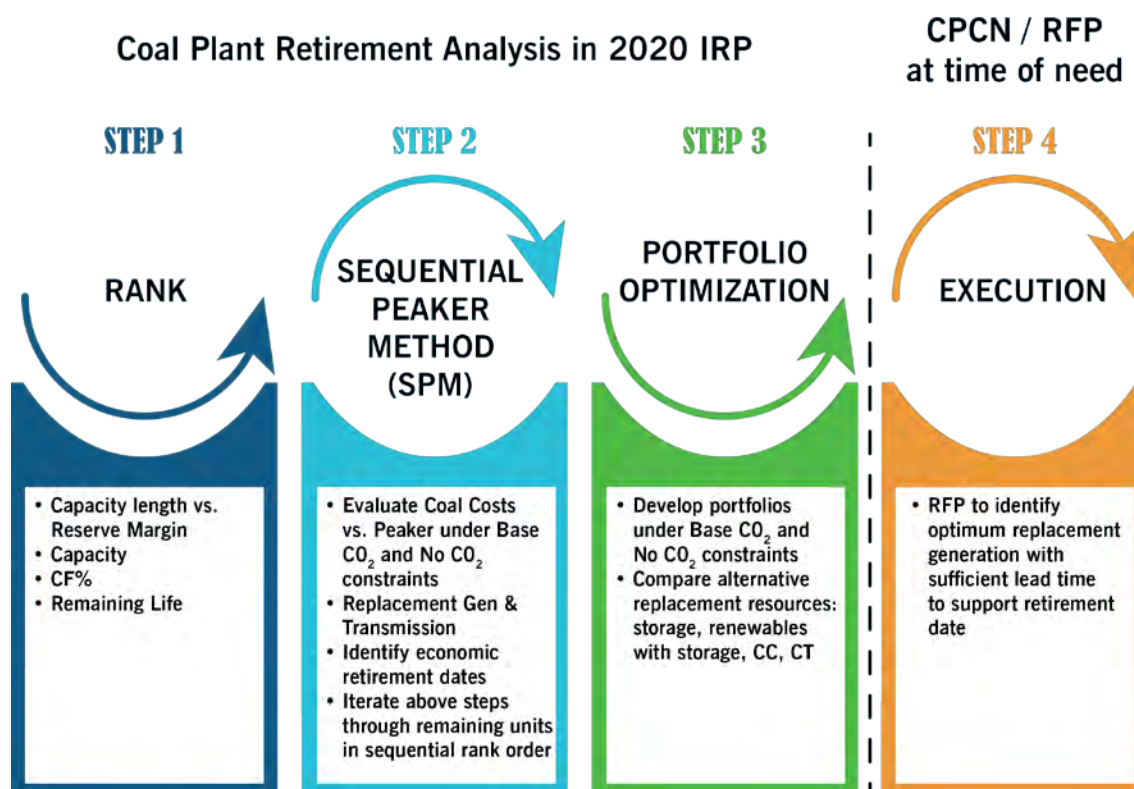 Coal Plant Retirement Analysis in 2020 IRP
CPCN / RFP
at time of need
STEP 1
RANK
• Capacity length vs.
Reserve Margin
• Capacity
• CF%
• Remaining Life
STEP 2
SEQUENTIAL
PEAKER
METHOD
(SPM)
• Evaluate Coal Costs
vs. Peaker under Base
CO₂ and No CO₂
constraints
• Replacement Gen &
Transmission
• Identify economic
retirement dates
• Iterate above steps
through remaining units
in sequential rank order
STEP 3
PORTFOLIO
OPTIMIZATION
• Develop portfolios
under Base CO₂ and
No CO₂ constraints
• Compare alternative
replacement resources:
storage, renewables
with storage, CC, CT
STEP 4
EXECUTION
• RFP to identify
optimum replacement
generation with
sufficient lead time
to support retirement
date